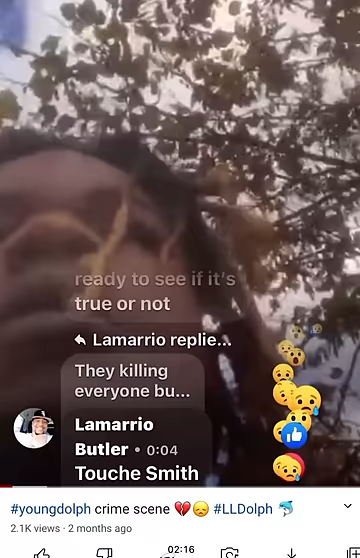 ready to see if it's
true or not
Lamarrio replie...
They killing
everyone bu...
Lamarrio
Butler • 0:04
Touche Smith
#youngdolph crime scene 💔😞 #LLDolph 🐬
2.1K views · 2 months ago
02:16